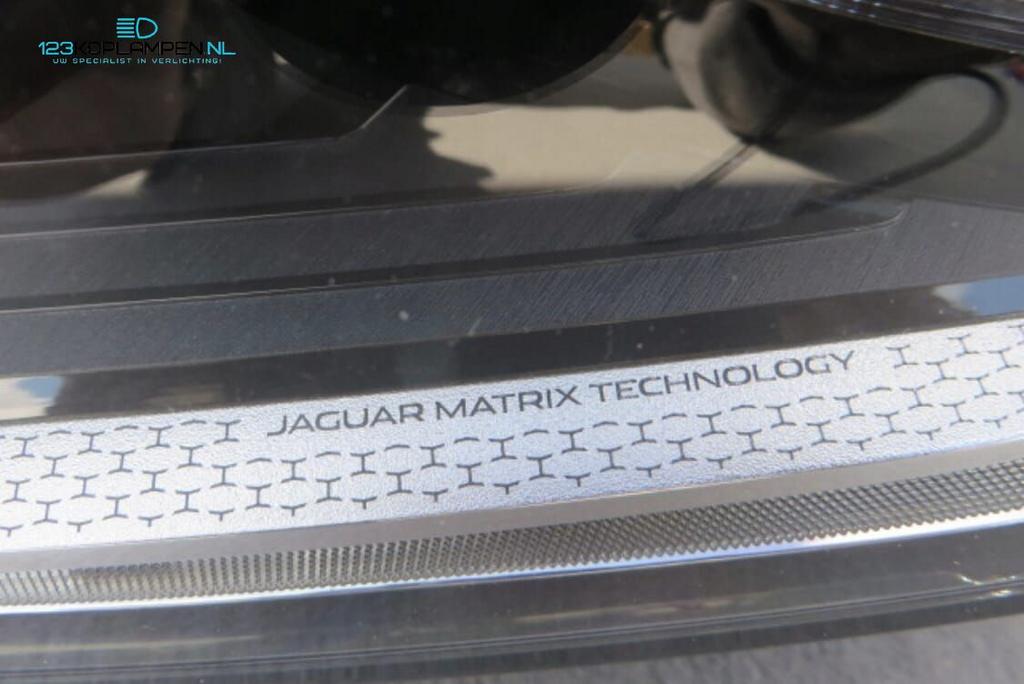 123KOPLAMPEN.NL
UW SPECIALIST IN VERLICHTING!
JAGUAR MATRIX TECHNOLOGY